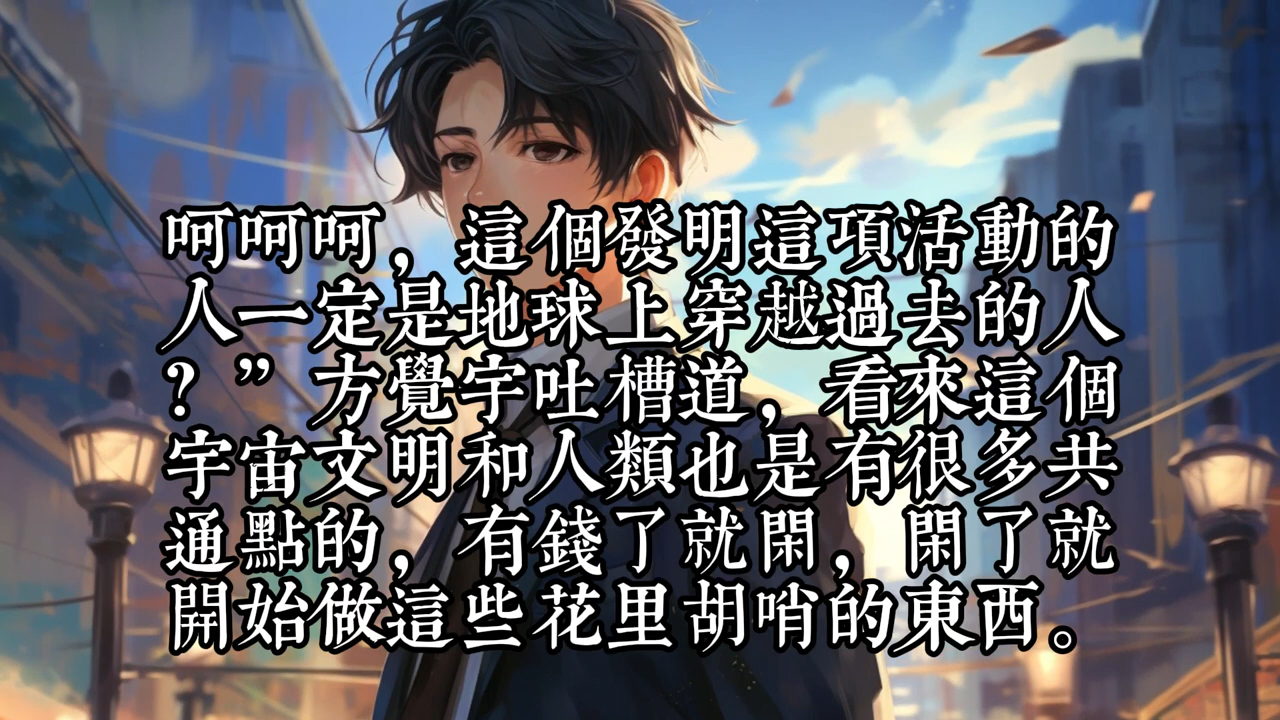 呵呵呵，這個發明這項活動的
人一定是地球上穿越過去的人
？”方覺宇吐槽道，看來這個
宇宙文明和人類也是有很多共
通點的，有錢了就閑，閑了就
開始做這些花里胡哨的東西。